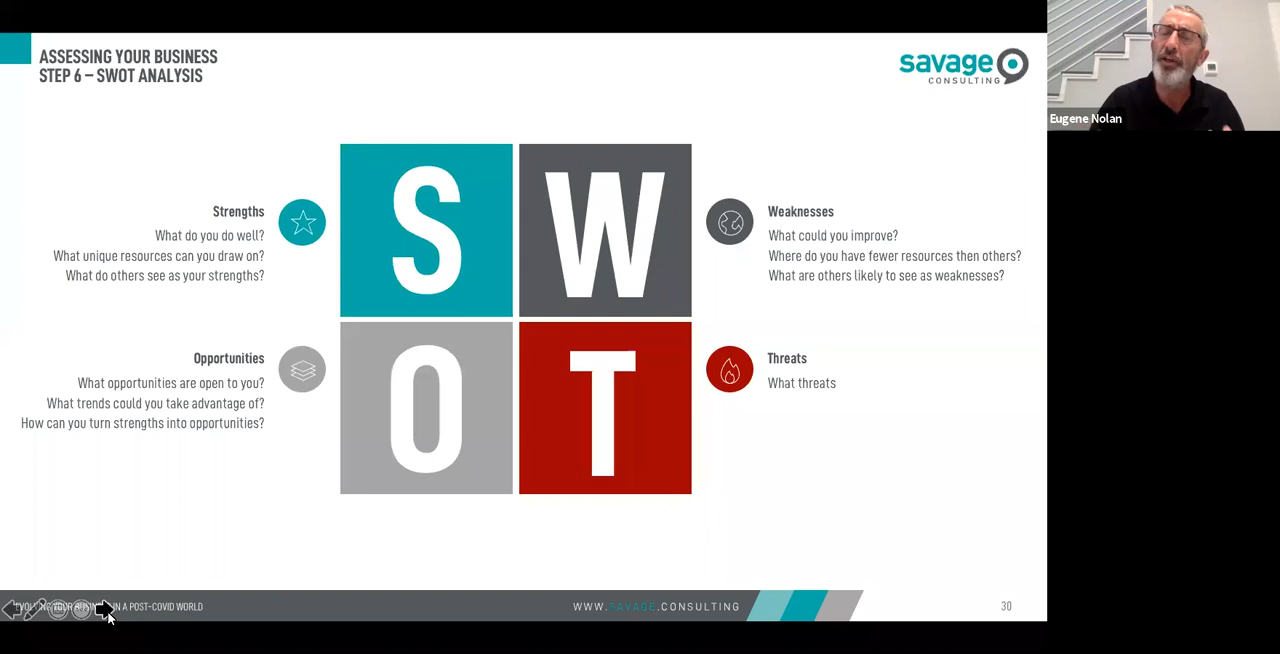 ASSESSING YOUR BUSINESS
STEP 6 – SWOT ANALYSIS
savage
CONSULTING
Eugene Nolan
S
W
Strengths
What do you do well?
What unique resources can you draw on?
What do others see as your strengths?
Weaknesses
What could you improve?
Where do you have fewer resources then others?
What are others likely to see as weaknesses?
O
T
Opportunities
What opportunities are open to you?
What trends could you take advantage of?
How can you turn strengths into opportunities?
Threats
What threats
YOUR IN A POST-COVID WORLD
WWW.SAVAGE.CONSULTING
30